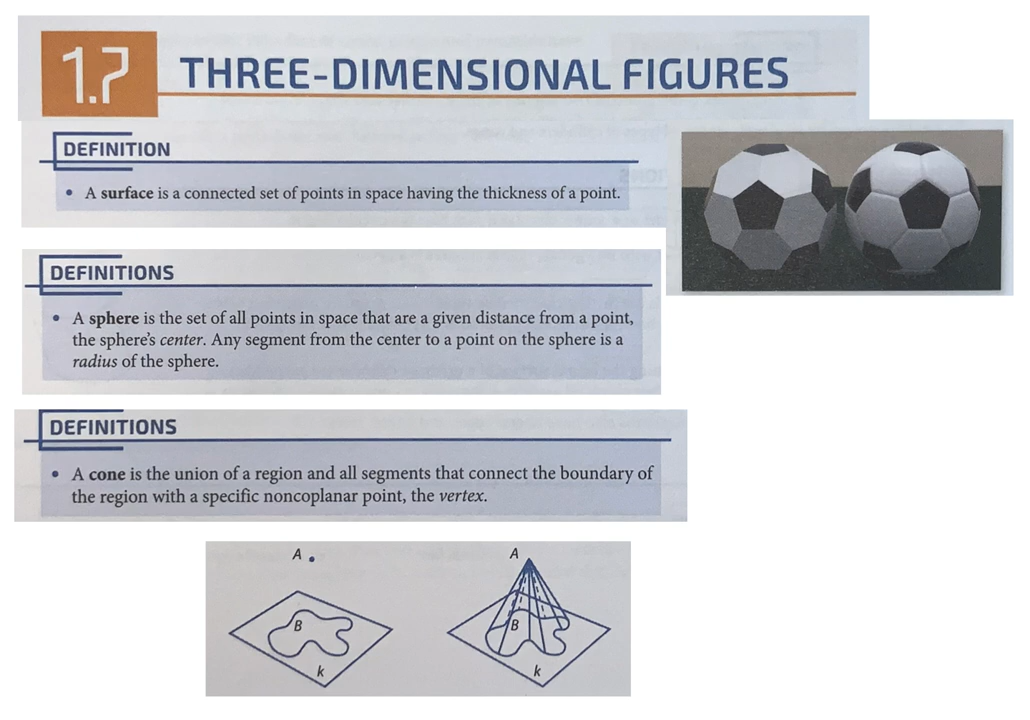 1.7 THREE-DIMENSIONAL FIGURES
DEFINITION
• A surface is a connected set of points in space having the thickness of a point.
DEFINITIONS
• A sphere is the set of all points in space that are a given distance from a point,
the sphere's center. Any segment from the center to a point on the sphere is a
radius of the sphere.
DEFINITIONS
• A cone is the union of a region and all segments that connect the boundary of
the region with a specific noncoplanar point, the vertex.
A
A
B
B
k
k